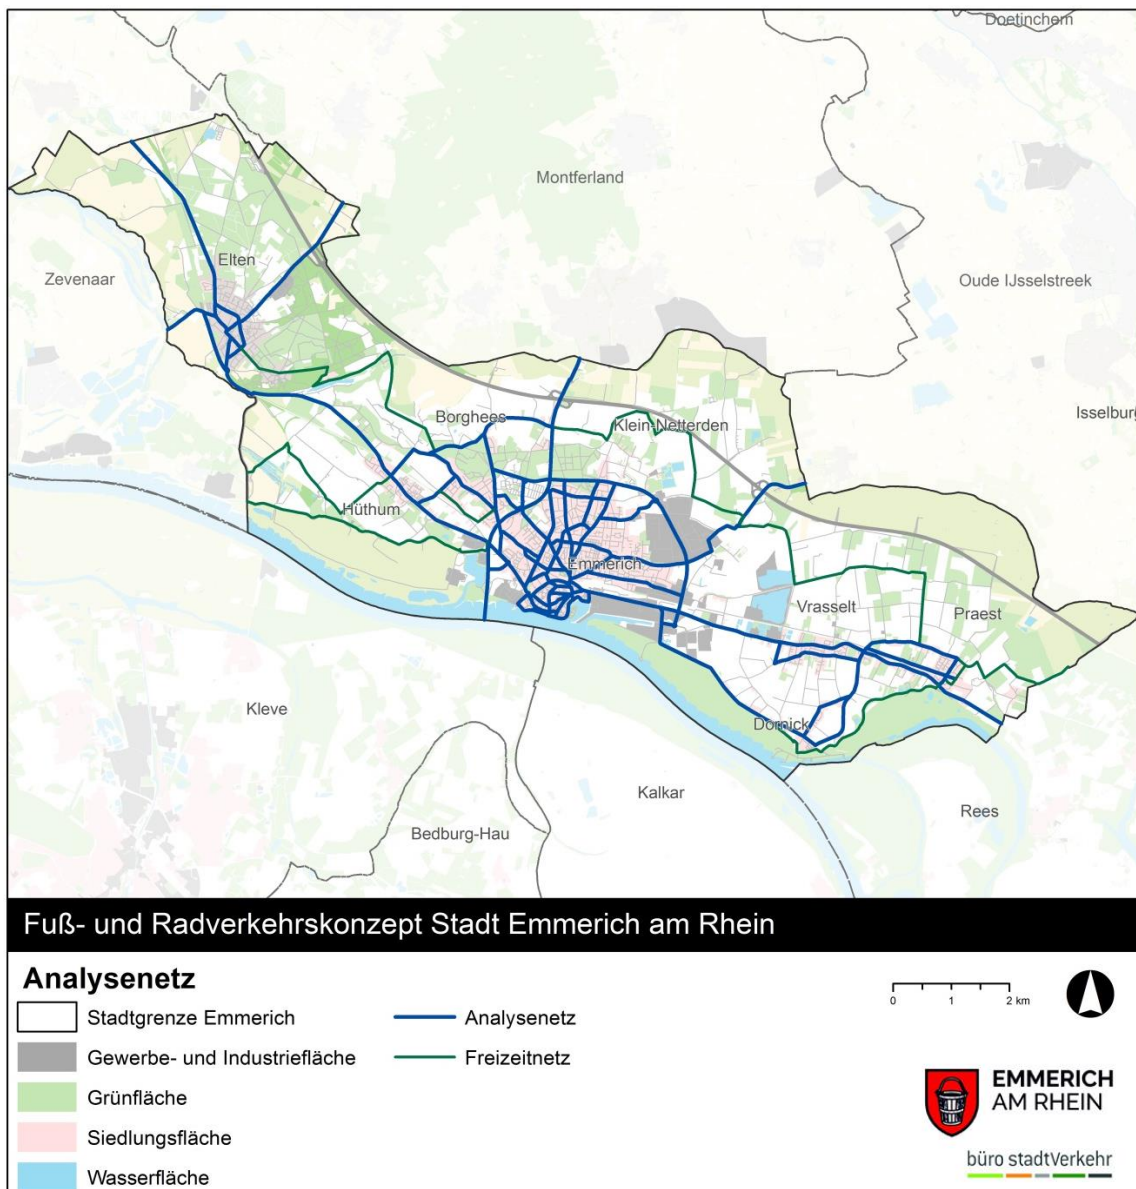 Doetinchem
Montferland
Elten
Zevenaar
Oude IJsselstreek
Isselburg
Borghees
Klein-Netterden
Hüthum
Emmerich
Vrasselt
Praest
Kleve
Dornick
Kalkar
Rees
Bedburg-Hau
Fuß- und Radverkehrskonzept Stadt Emmerich am Rhein
Analysenetz
Stadtgrenze Emmerich
Analysenetz
0 1 2 km
Gewerbe- und Industriefläche
Freizeitnetz
Grünfläche
Siedlungsfläche
Wasserfläche
EMMERICH
AM RHEIN
büro stadtVerkehr